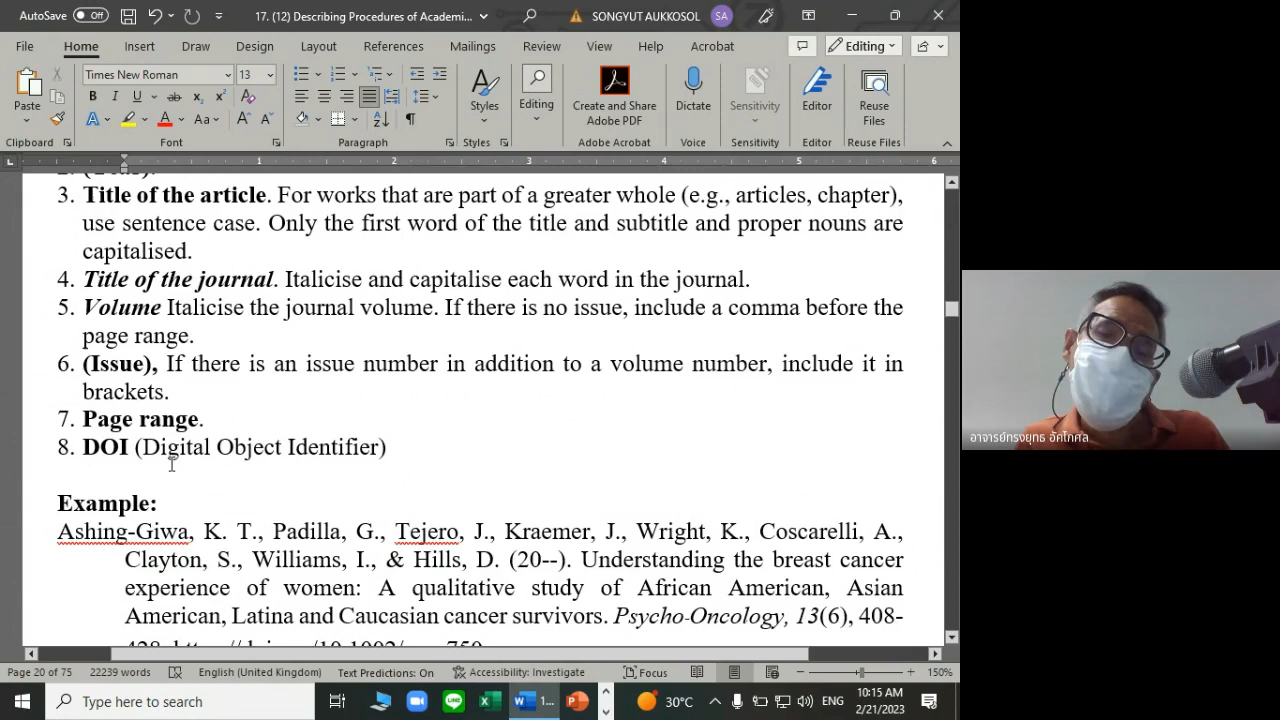 AutoSave Off 17. (12) Describing Procedures of Academi... SONGYUT AUKKOSOL SA
File Home Insert Draw Design Layout References Mailings Review View Help Acrobat Editing
Times New Roman 13
Paste Styles Editing Create and Share Adobe PDF Dictate Sensitivity Editor Reuse Files
Clipboard Font Paragraph Styles Adobe Acrobat Voice Sensitivity Editor Reuse Files
1 2 3 4 5 6
3. Title of the article. For works that are part of a greater whole (e.g., articles, chapter),
use sentence case. Only the first word of the title and subtitle and proper nouns are
capitalised.
4. Title of the journal. Italicise and capitalise each word in the journal.
5. Volume Italicise the journal volume. If there is no issue, include a comma before the
page range.
6. (Issue), If there is an issue number in addition to a volume number, include it in
brackets.
7. Page range.
8. DOI (Digital Object Identifier)
Example:
Ashing-Giwa, K. T., Padilla, G., Tejero, J., Kraemer, J., Wright, K., Coscarelli, A.,
Clayton, S., Williams, I., & Hills, D. (20--). Understanding the breast cancer
experience of women: A qualitative study of African American, Asian
American, Latina and Caucasian cancer survivors. Psycho-Oncology, 13(6), 408-
อาจารย์ทรงยุทธ อัคโกศล
Page 20 of 75 22239 words English (United Kingdom) Text Predictions: On Accessibility: Investigate Focus 150%
Type here to search 1... 30°C ENG 10:15 AM
2/21/2023